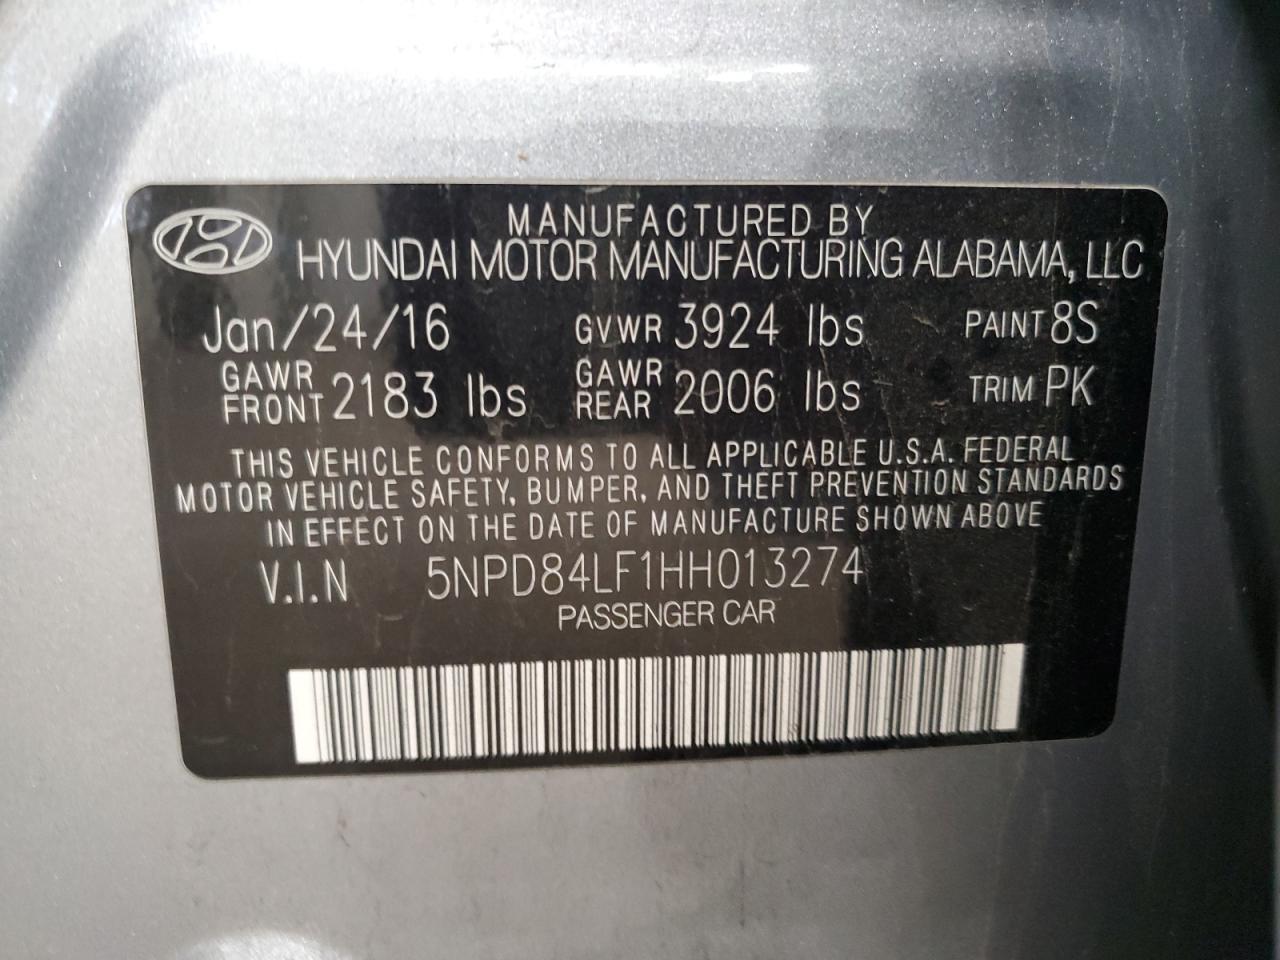 MANUFACTURED BY
HYUNDAI MOTOR MANUFACTURING ALABAMA, LLC
Jan/24/16 GVWR 3924 lbs PAINT 8S
GAWR FRONT 2183 lbs GAWR REAR 2006 lbs TRIM PK
THIS VEHICLE CONFORMS TO ALL APPLICABLE U.S.A. FEDERAL
MOTOR VEHICLE SAFETY, BUMPER, AND THEFT PREVENTION STANDARDS
IN EFFECT ON THE DATE OF MANUFACTURE SHOWN ABOVE
V.I.N 5NPD84LF1HH013274
PASSENGER CAR